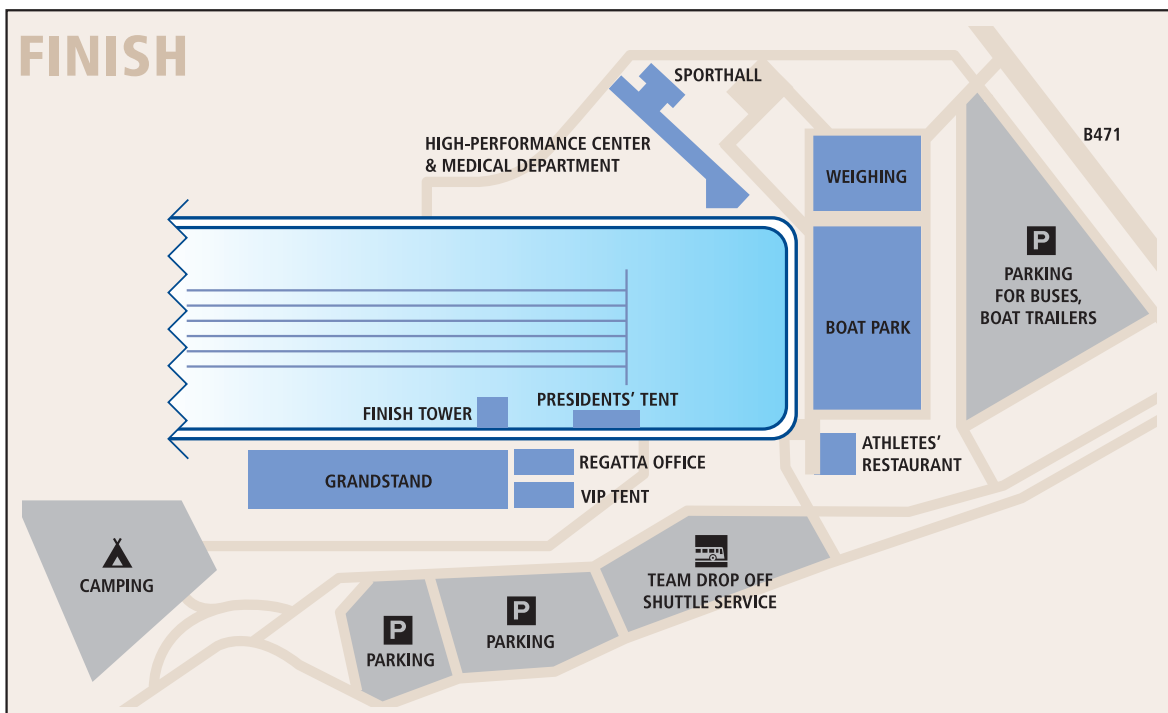 FINISH
SPORTHALL
HIGH-PERFORMANCE CENTER
& MEDICAL DEPARTMENT
B471
WEIGHING
P
PARKING
FOR BUSES,
BOAT TRAILERS
BOAT PARK
PRESIDENTS’ TENT
FINISH TOWER
ATHLETES’
RESTAURANT
REGATTA OFFICE
GRANDSTAND
VIP TENT
CAMPING
TEAM DROP OFF
SHUTTLE SERVICE
P
PARKING
P
PARKING